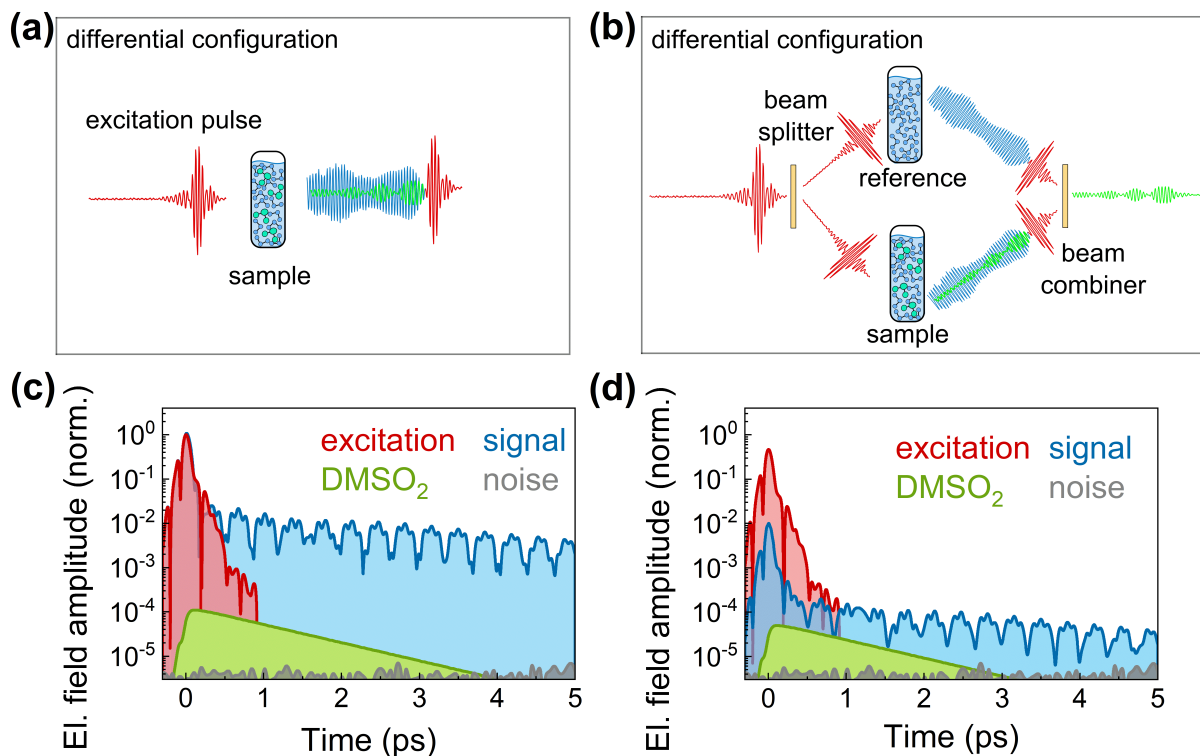 (a)
differential configuration
excitation pulse
sample
(b)
differential configuration
beam
splitter
reference
sample
beam
combiner
(c)
El. field amplitude (norm.)
10⁰
10⁻¹
10⁻²
10⁻³
10⁻⁴
10⁻⁵
excitation signal
DMSO₂ noise
0 1 2 3 4 5
Time (ps)
(d)
El. field amplitude (norm.)
10⁰
10⁻¹
10⁻²
10⁻³
10⁻⁴
10⁻⁵
excitation signal
DMSO₂ noise
0 1 2 3 4 5
Time (ps)